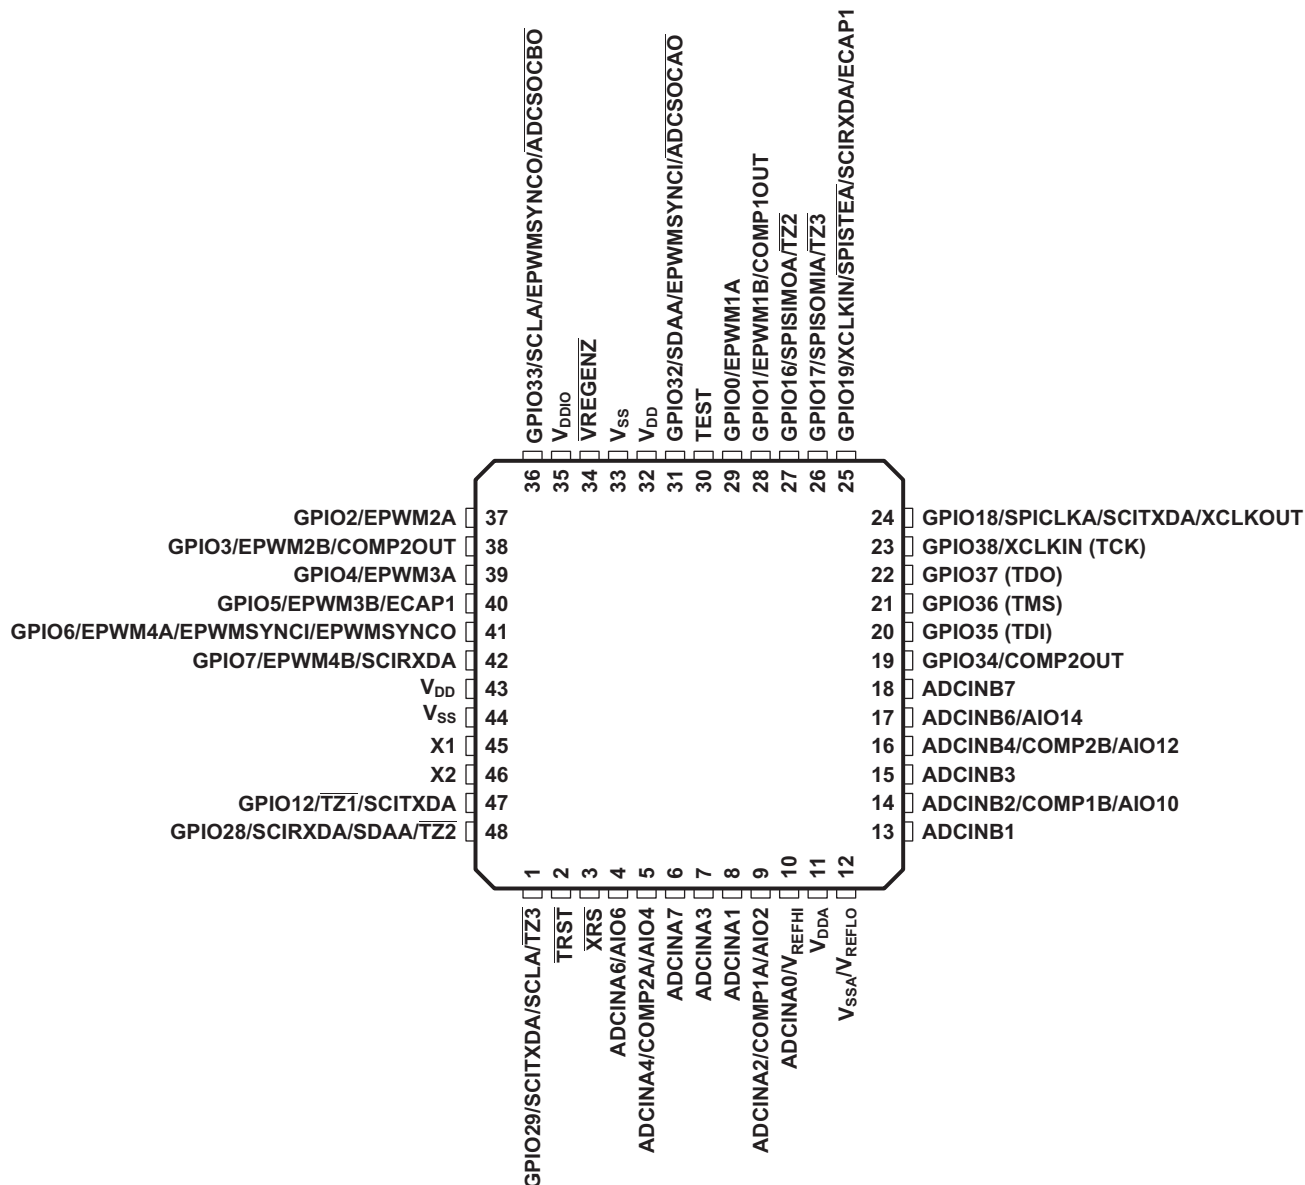 GPIO33/SCLA/EPWMSYNCO/ADCSOCBO
VDDIO
VREGENZ
VSS
VDD
GPIO32/SDAA/EPWMSYNCI/ADCSOCAO
TEST
GPIO0/EPWM1A
GPIO1/EPWM1B/COMP1OUT
GPIO16/SPISIMOA/TZ2
GPIO17/SPISOMIA/TZ3
GPIO19/XCLKIN/SPISTEA/SCIRXDA/ECAP1
36
35
34
33
32
31
30
29
28
27
26
25
GPIO2/EPWM2A 37
GPIO3/EPWM2B/COMP2OUT 38
GPIO4/EPWM3A 39
GPIO5/EPWM3B/ECAP1 40
GPIO6/EPWM4A/EPWMSYNCI/EPWMSYNCO 41
GPIO7/EPWM4B/SCIRXDA 42
VDD 43
VSS 44
X1 45
X2 46
GPIO12/TZ1/SCITXDA 47
GPIO28/SCIRXDA/SDAA/TZ2 48
24 GPIO18/SPICLKA/SCITXDA/XCLKOUT
23 GPIO38/XCLKIN (TCK)
22 GPIO37 (TDO)
21 GPIO36 (TMS)
20 GPIO35 (TDI)
19 GPIO34/COMP2OUT
18 ADCINB7
17 ADCINB6/AIO14
16 ADCINB4/COMP2B/AIO12
15 ADCINB3
14 ADCINB2/COMP1B/AIO10
13 ADCINB1
1
2
3
4
5
6
7
8
9
10
11
12
GPIO29/SCITXDA/SCLA/TZ3
TRST
XRS
ADCINA6/AIO6
ADCINA4/COMP2A/AIO4
ADCINA7
ADCINA3
ADCINA1
ADCINA2/COMP1A/AIO2
ADCINA0/VREFHI
VDDA
VSSA/VREFLO